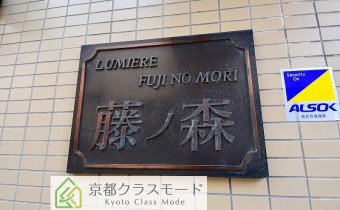 LUMIERE
FUJI NO MORI
藤ノ森
Security
On
ALSOK
京都クラスモード
Kyoto Class Mode